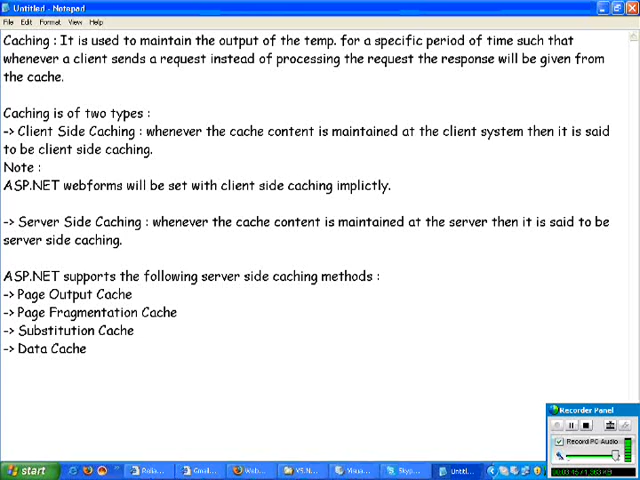 Untitled - Notepad
File Edit Format View Help
Caching : It is used to maintain the output of the temp. for a specific period of time such that
whenever a client sends a request instead of processing the request the response will be given from
the cache.
Caching is of two types :
-> Client Side Caching : whenever the cache content is maintained at the client system then it is said
to be client side caching.
Note :
ASP.NET webforms will be set with client side caching implictly.
-> Server Side Caching : whenever the cache content is maintained at the server then it is said to be
server side caching.
ASP.NET supports the following server side caching methods :
-> Page Output Cache
-> Page Fragmentation Cache
-> Substitution Cache
-> Data Cache
Recorder Panel
Record PC Audio
start Relia... Gmail... Web... VS.N... Visua... Skyp... Untitl...